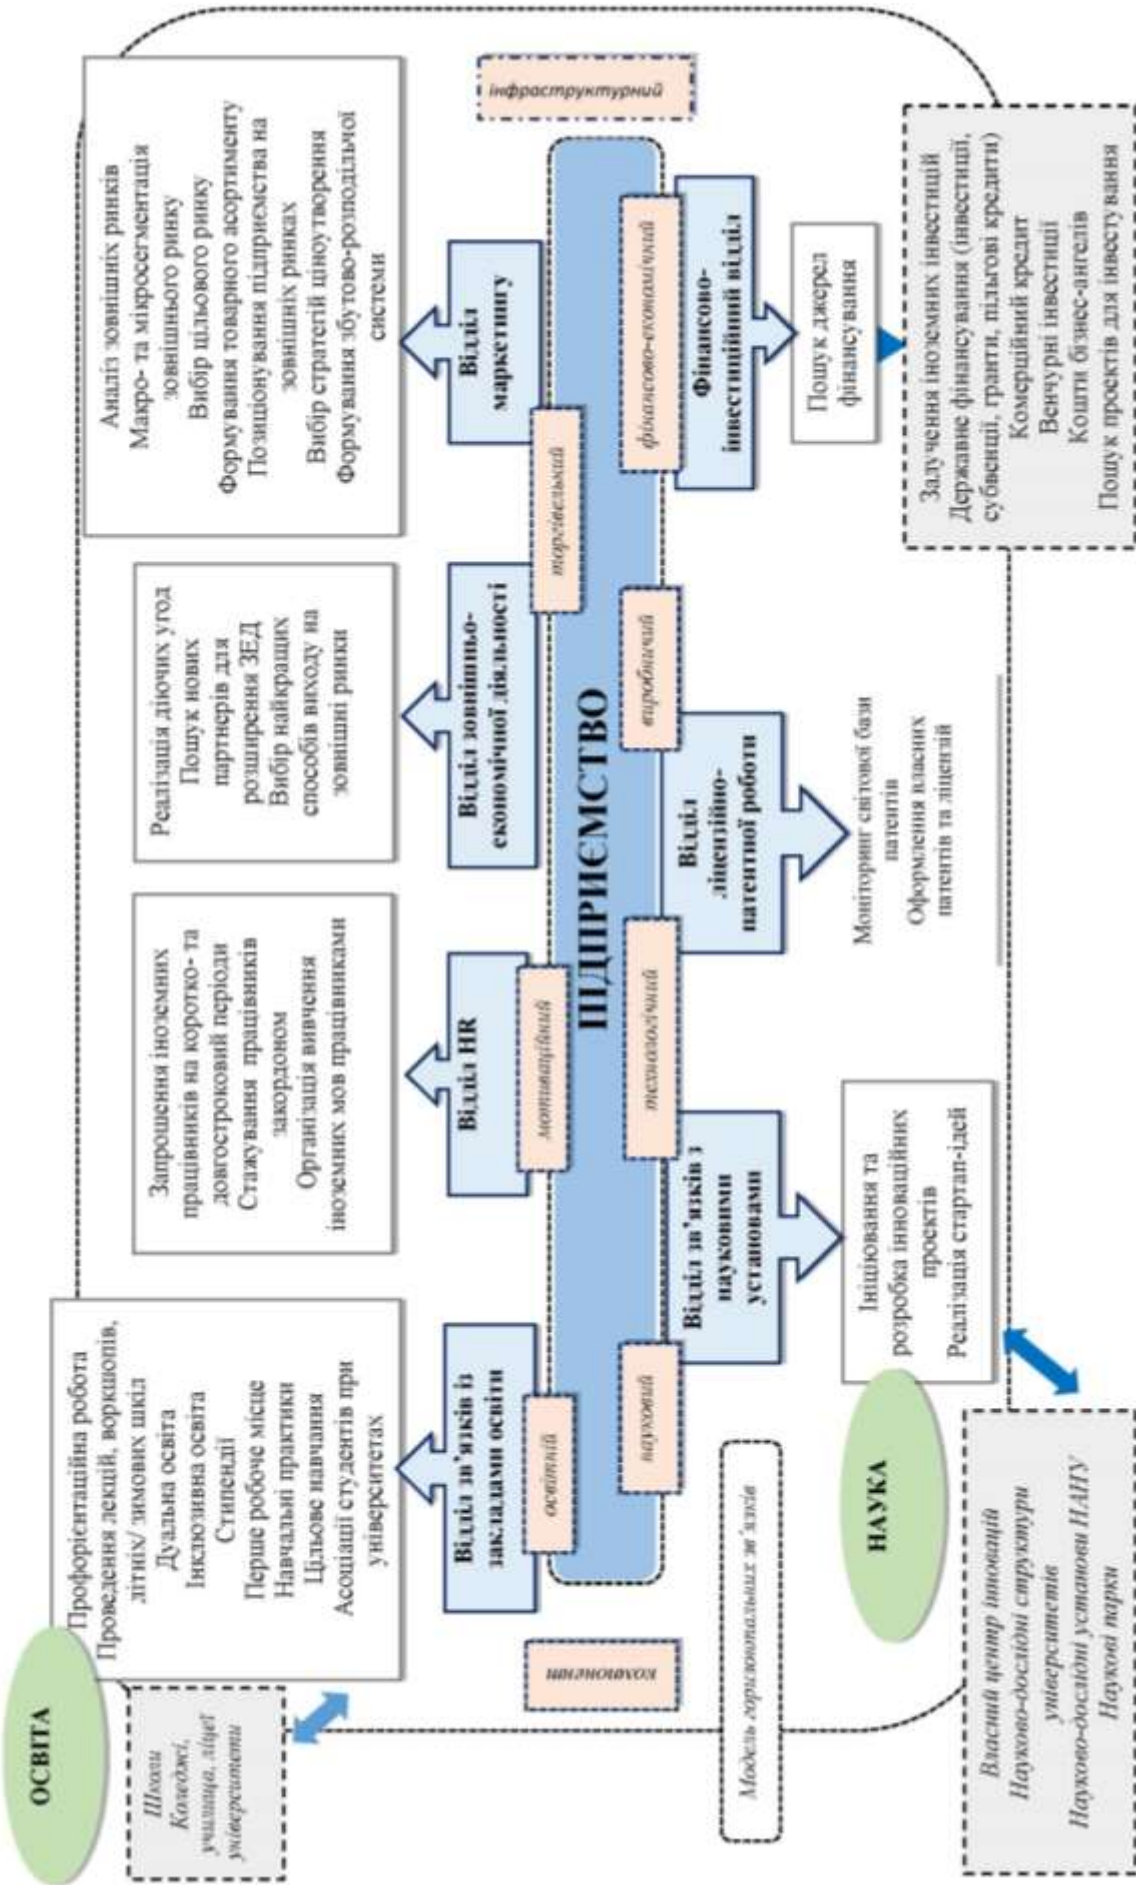 ОСВІТА
Школи
Коледжі,
училища, ліцеї
університети
Профорієнтаційна робота
Проведення лекцій, воркшопів,
літніх/ зимових шкіл
Дуальна освіта
Інклюзивна освіта
Стипендії
Перше робоче місце
Навчальні практики
Цільове навчання
Асоціації студентів при
університетах
Запрошення іноземних
працівників на коротко- та
довгостроковий періоди
Стажування працівників
закордоном
Організація вивчення
іноземних мов працівниками
Реалізація діючих угод
Пошук нових
партнерів для
розширення ЗЕД
Вибір найкращих
способів виходу на
зовнішні ринки
Аналіз зовнішніх ринків
Макро- та мікросегментація
зовнішнього ринку
Вибір цільового ринку
Формування товарного асортименту
Позиціонування підприємства на
зовнішніх ринках
Вибір стратегій ціноутворення
Формування збутово-розподільчої
системи
Відділ зв’язків із
закладами освіти
Відділ HR
Відділ зовнішньо-
економічної діяльності
Відділ
маркетингу
компоненти
освітній
мотиваційний
торгівельний
інфраструктурний
ПІДПРИЄМСТВО
науковий
технологічний
виробничий
фінансово-економічний
Відділ зв’язків з
науковими
установами
Відділ
ліцензійно-
патентної роботи
Фінансово-
інвестиційний відділ
Модель горизонтальних зв’язків
НАУКА
Ініціювання та
розробка інноваційних
проектів
Реалізація стартап-ідей
Моніторинг світової бази
патентів
Оформлення власних
патентів та ліцензій
Пошук джерел
фінансування
Власний центр інновацій
Науково-дослідні структури
університетів
Науково-дослідні установи НАНУ
Наукові парки
Залучення іноземних інвестицій
Державне фінансування (інвестиції,
субвенції, гранти, пільгові кредити)
Комерційний кредит
Венчурні інвестиції
Кошти бізнес-ангелів
Пошук проектів для інвестування